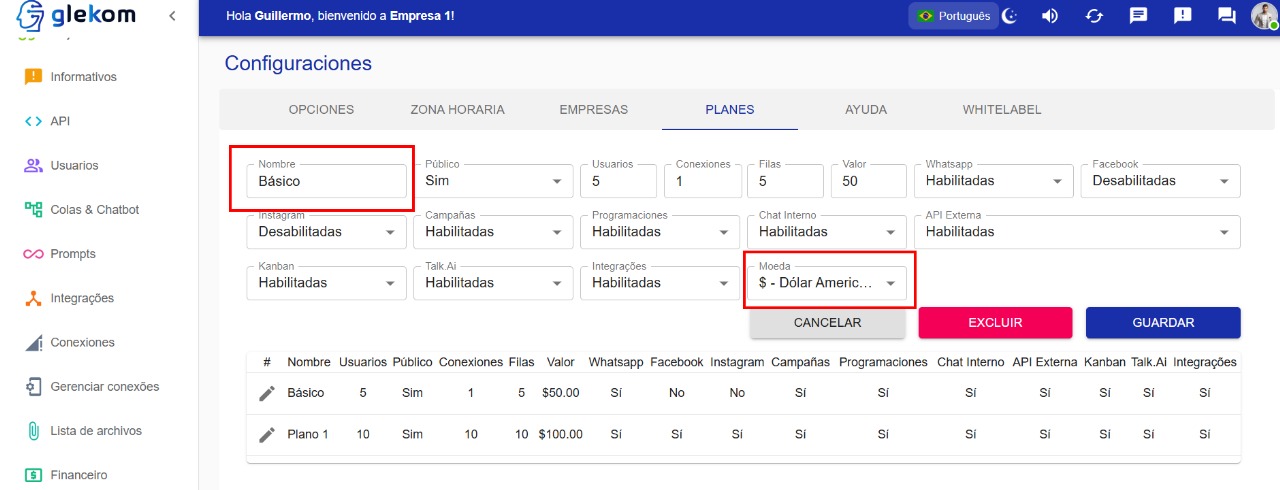 glekom
Hola Guillermo, bienvenido a Empresa 1!
Português
Informativos
API
Usuarios
Colas & Chatbot
Prompts
Integrações
Conexiones
Gerenciar conexões
Lista de archivos
Financeiro
Configuraciones
OPCIONES ZONA HORARIA EMPRESAS PLANES AYUDA WHITELABEL
Nombre Público Usuarios Conexiones Filas Valor Whatsapp Facebook
Básico Sim 5 1 5 50 Habilitadas Desabilitadas
Instagram Campañas Programaciones Chat Interno API Externa
Desabilitadas Habilitadas Habilitadas Habilitadas Habilitadas
Kanban Talk.Ai Integrações Moeda
Habilitadas Habilitadas Habilitadas $ - Dólar Americ...
CANCELAR EXCLUIR GUARDAR
# Nombre Usuarios Público Conexiones Filas Valor Whatsapp Facebook Instagram Campañas Programaciones Chat Interno API Externa Kanban Talk.Ai Integrações
Básico 5 Sim 1 5 $50.00 Sí No No Sí Sí Sí Sí Sí Sí Sí
Plano 1 10 Sim 10 10 $100.00 Sí Sí Sí Sí Sí Sí Sí Sí Sí Sí